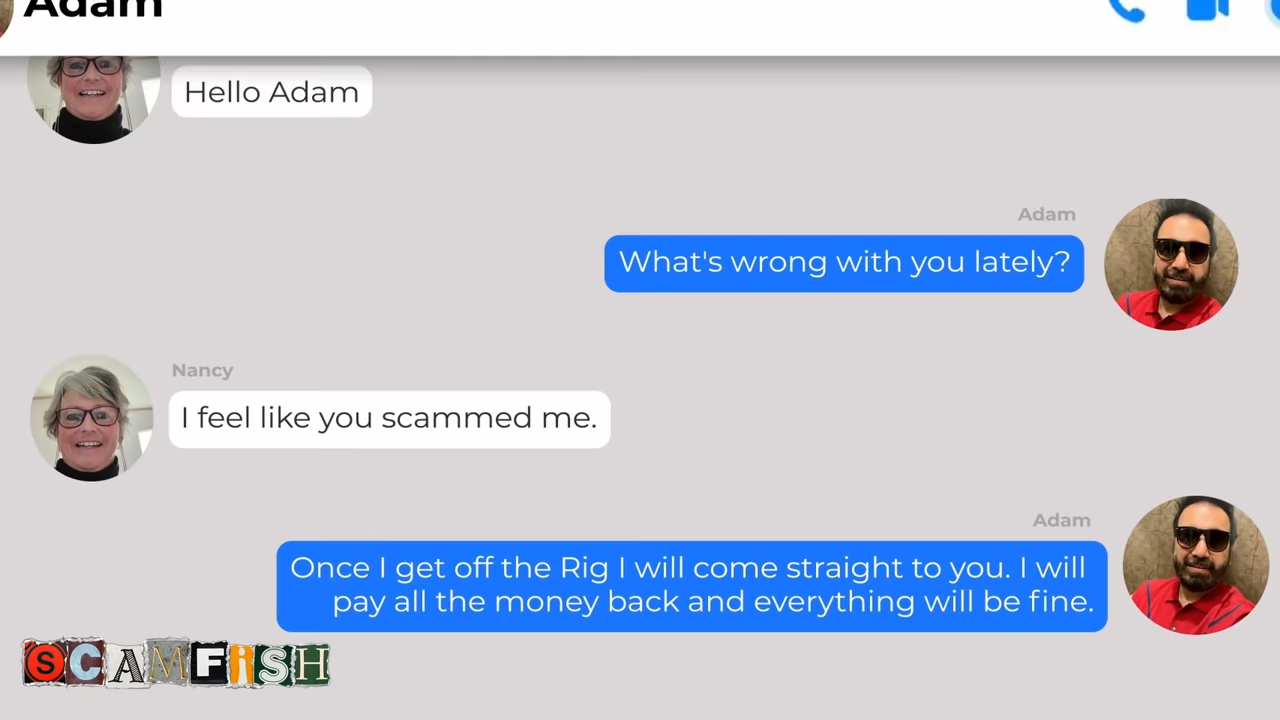 Adam
Hello Adam
Adam
What's wrong with you lately?
Nancy
I feel like you scammed me.
Adam
Once I get off the Rig I will come straight to you. I will
pay all the money back and everything will be fine.
SCAMFiSH